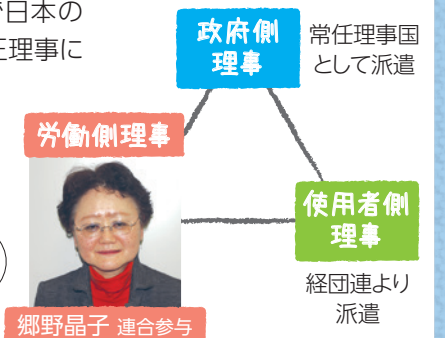 で日本の
正理事に
政府側
理事
常任理事国
として派遣
労働側理事
使用者側
理事
経団連より
派遣
郷野晶子 連合参与